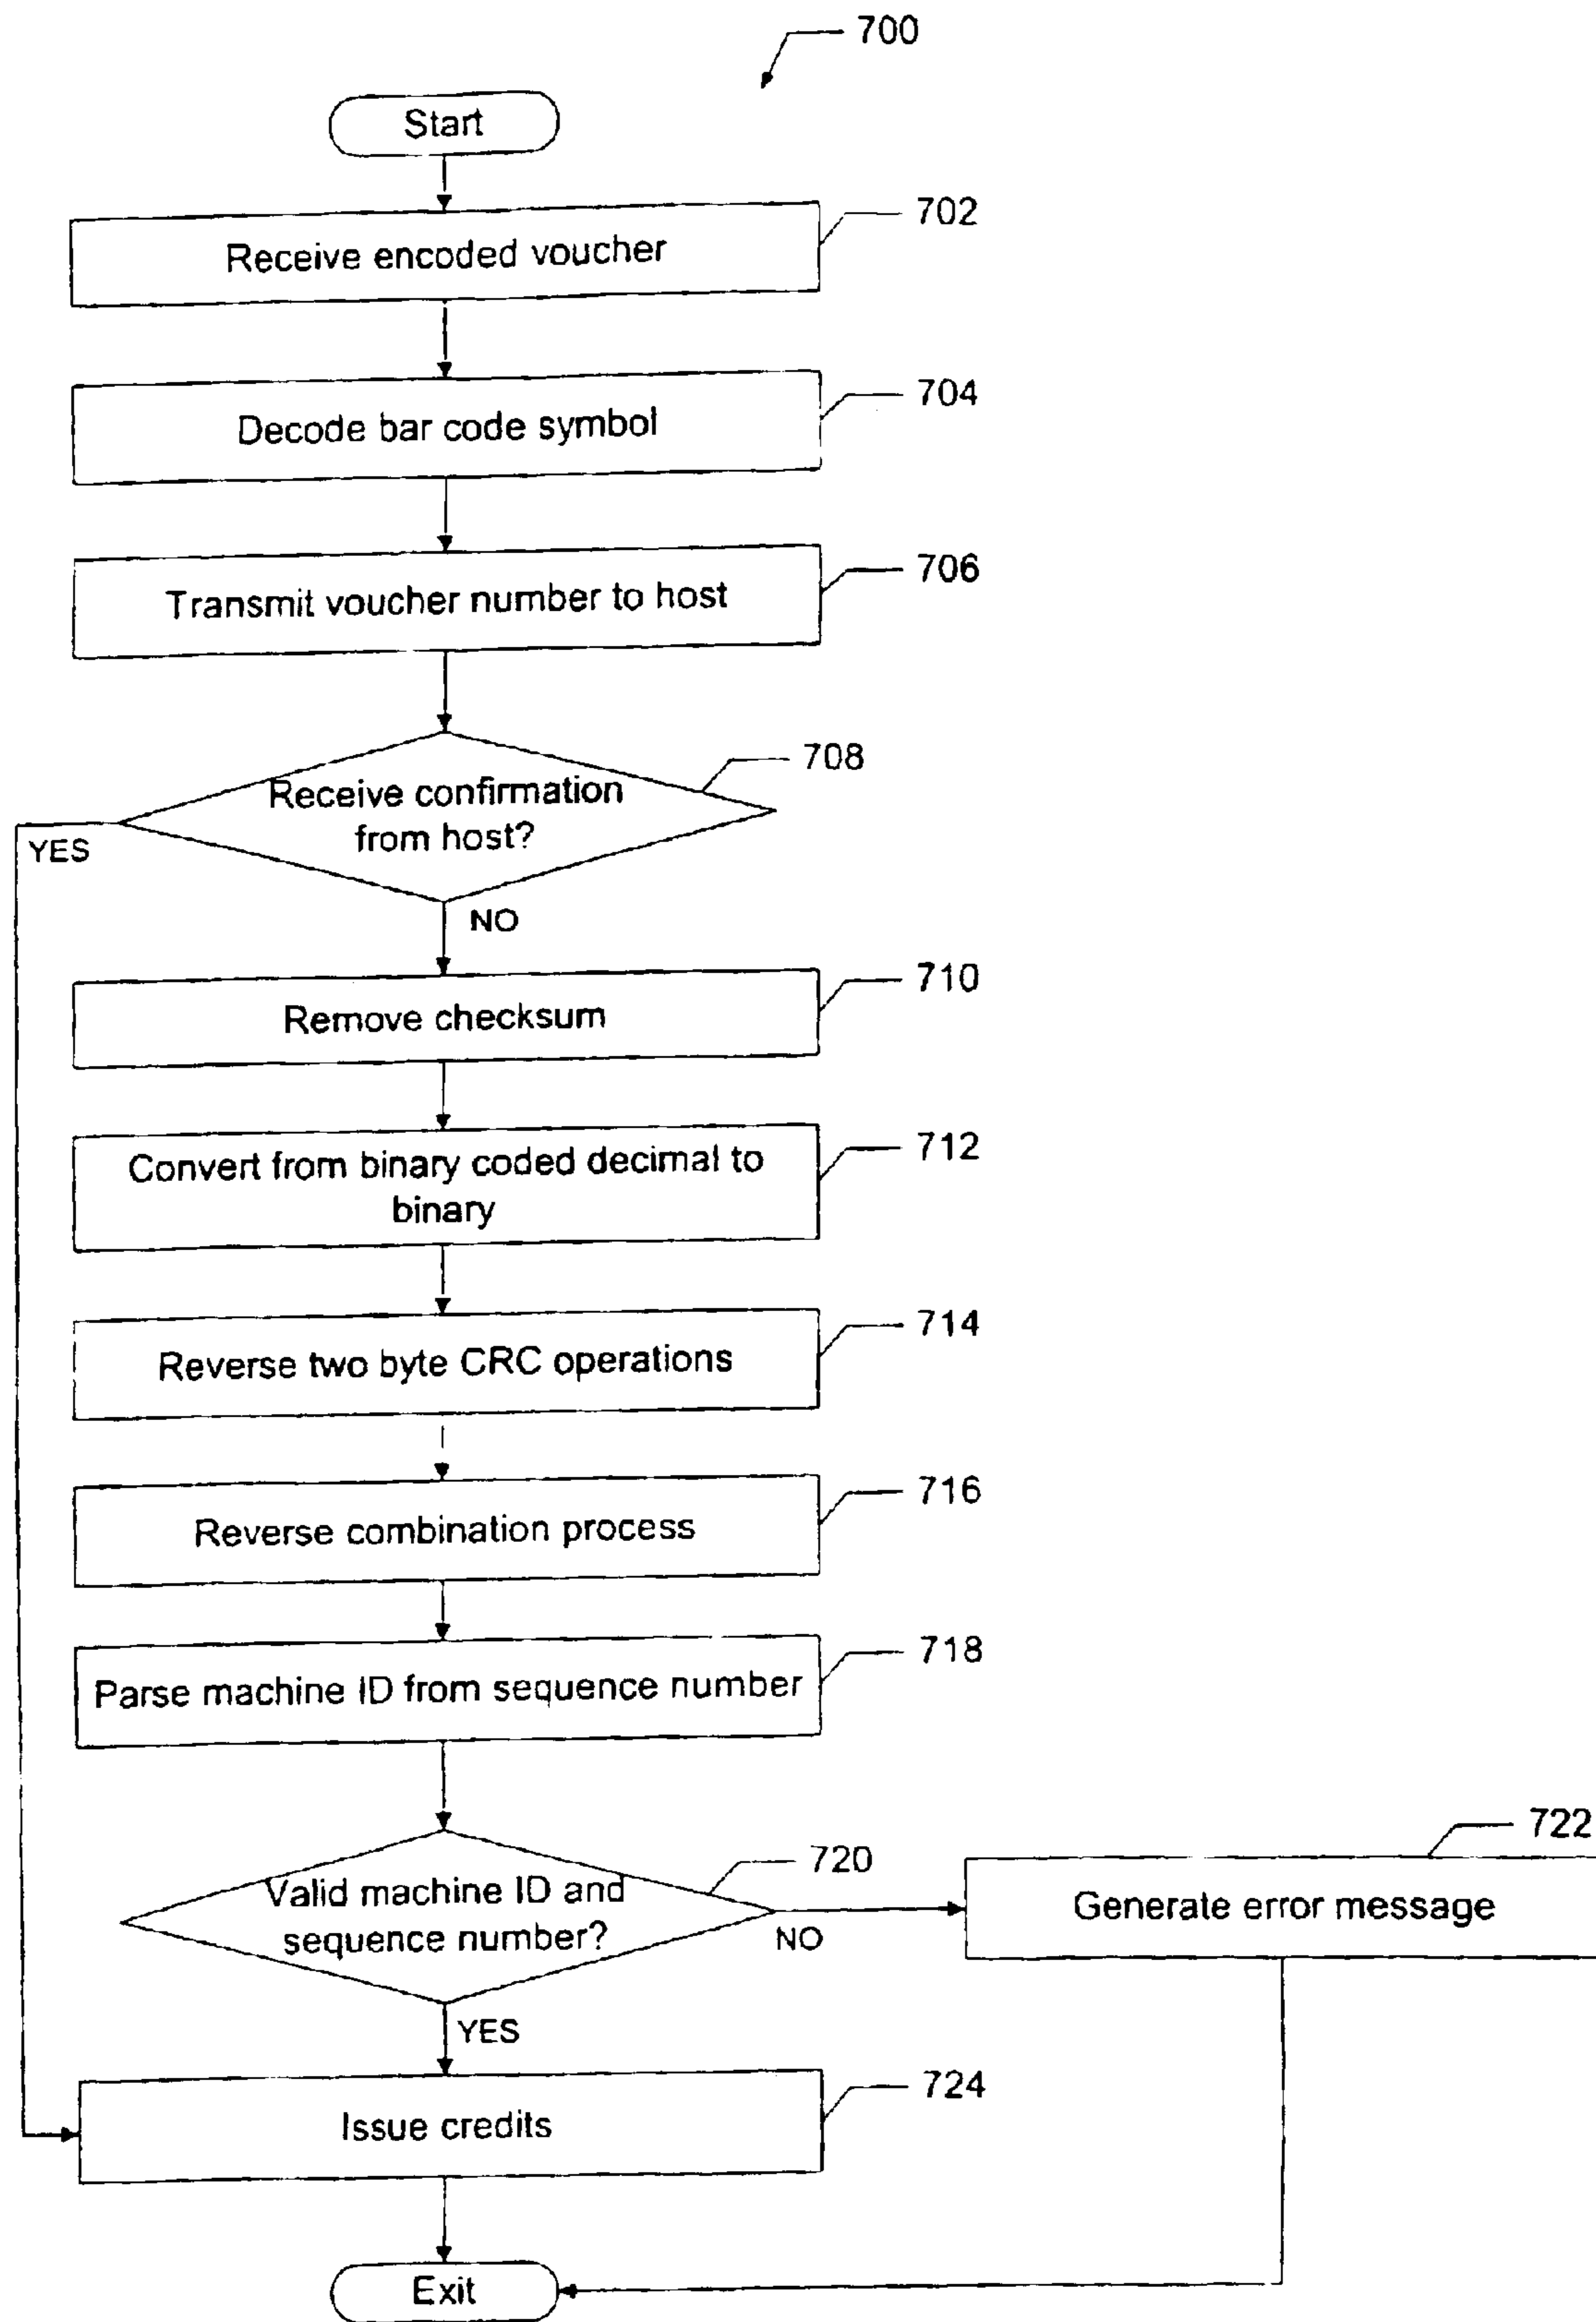 700
Start
702
Receive encoded voucher
704
Decode bar code symbol
706
Transmit voucher number to host
708
Receive confirmation
from host?
YES
NO
710
Remove checksum
712
Convert from binary coded decimal to
binary
714
Reverse two byte CRC operations
716
Reverse combination process
718
Parse machine ID from sequence number
720
Valid machine ID and
sequence number?
NO
722
Generate error message
YES
724
Issue credits
Exit